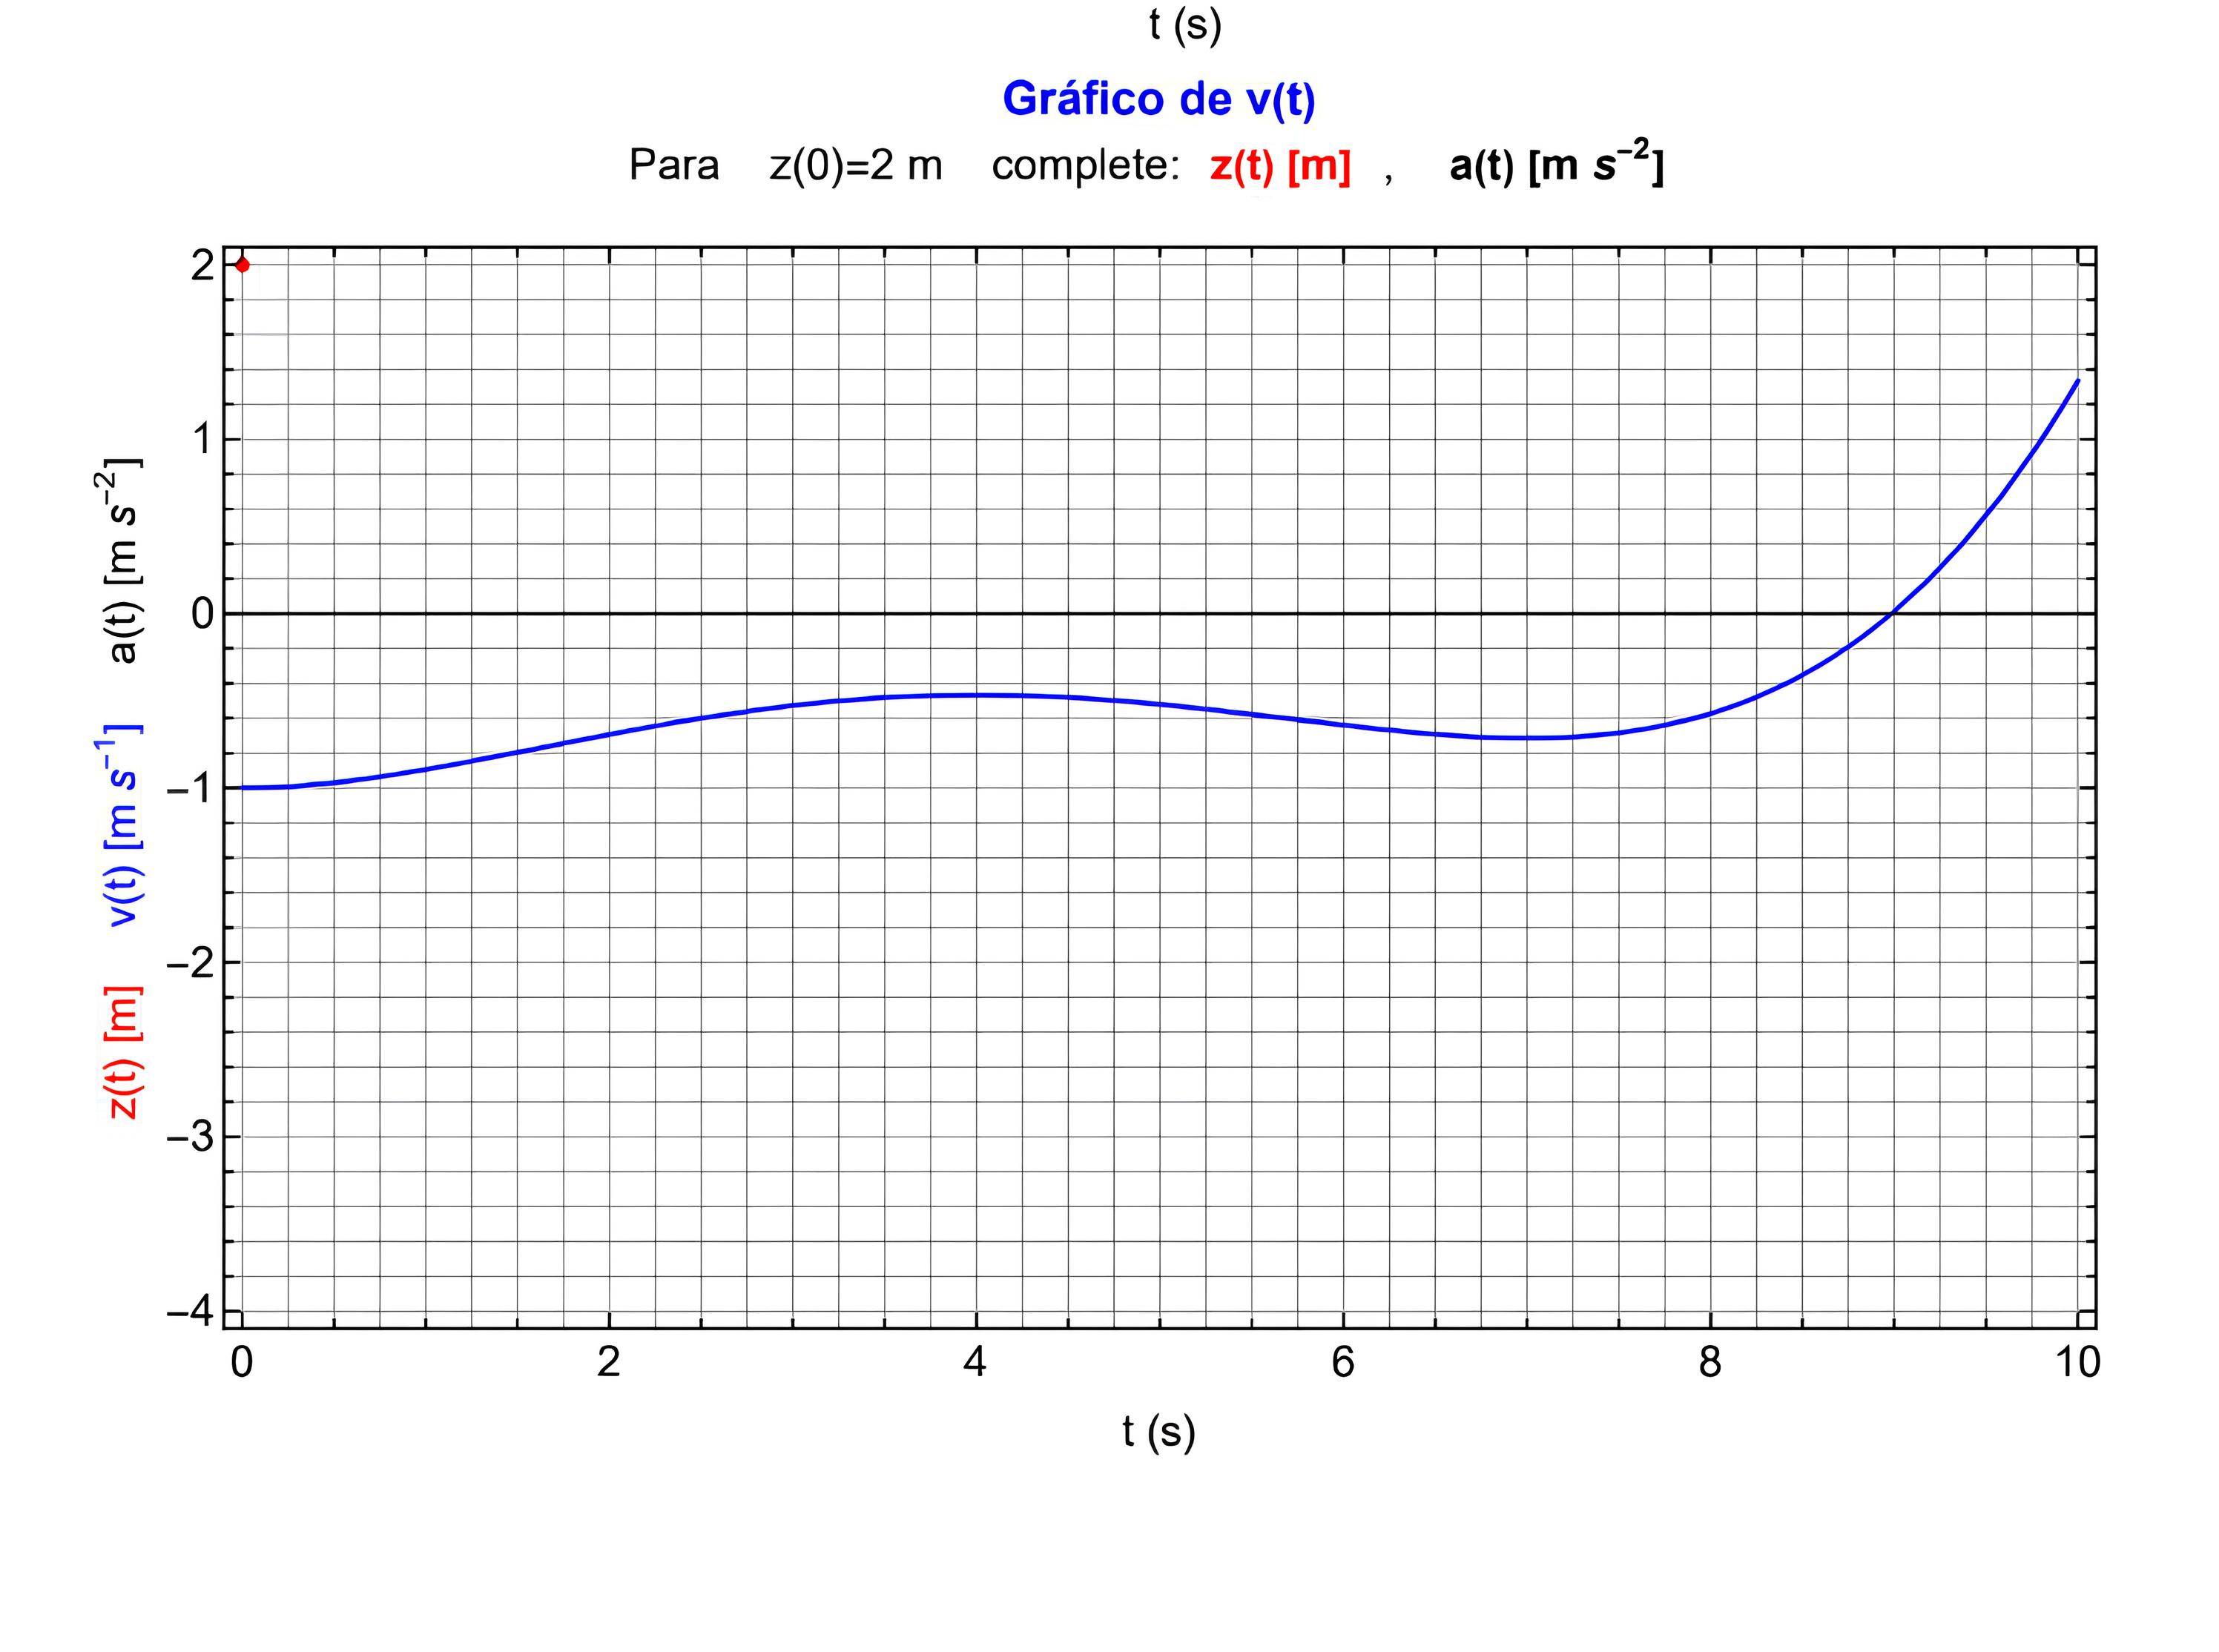 t (s)
Gráfico de v(t)
Para z(0)=2 m complete: z(t) [m] , a(t) [m s⁻²]
z(t) [m] v(t) [m s⁻¹] a(t) [m s⁻²]
2
1
0
−1
−2
−3
−4
0 2 4 6 8 10
t (s)